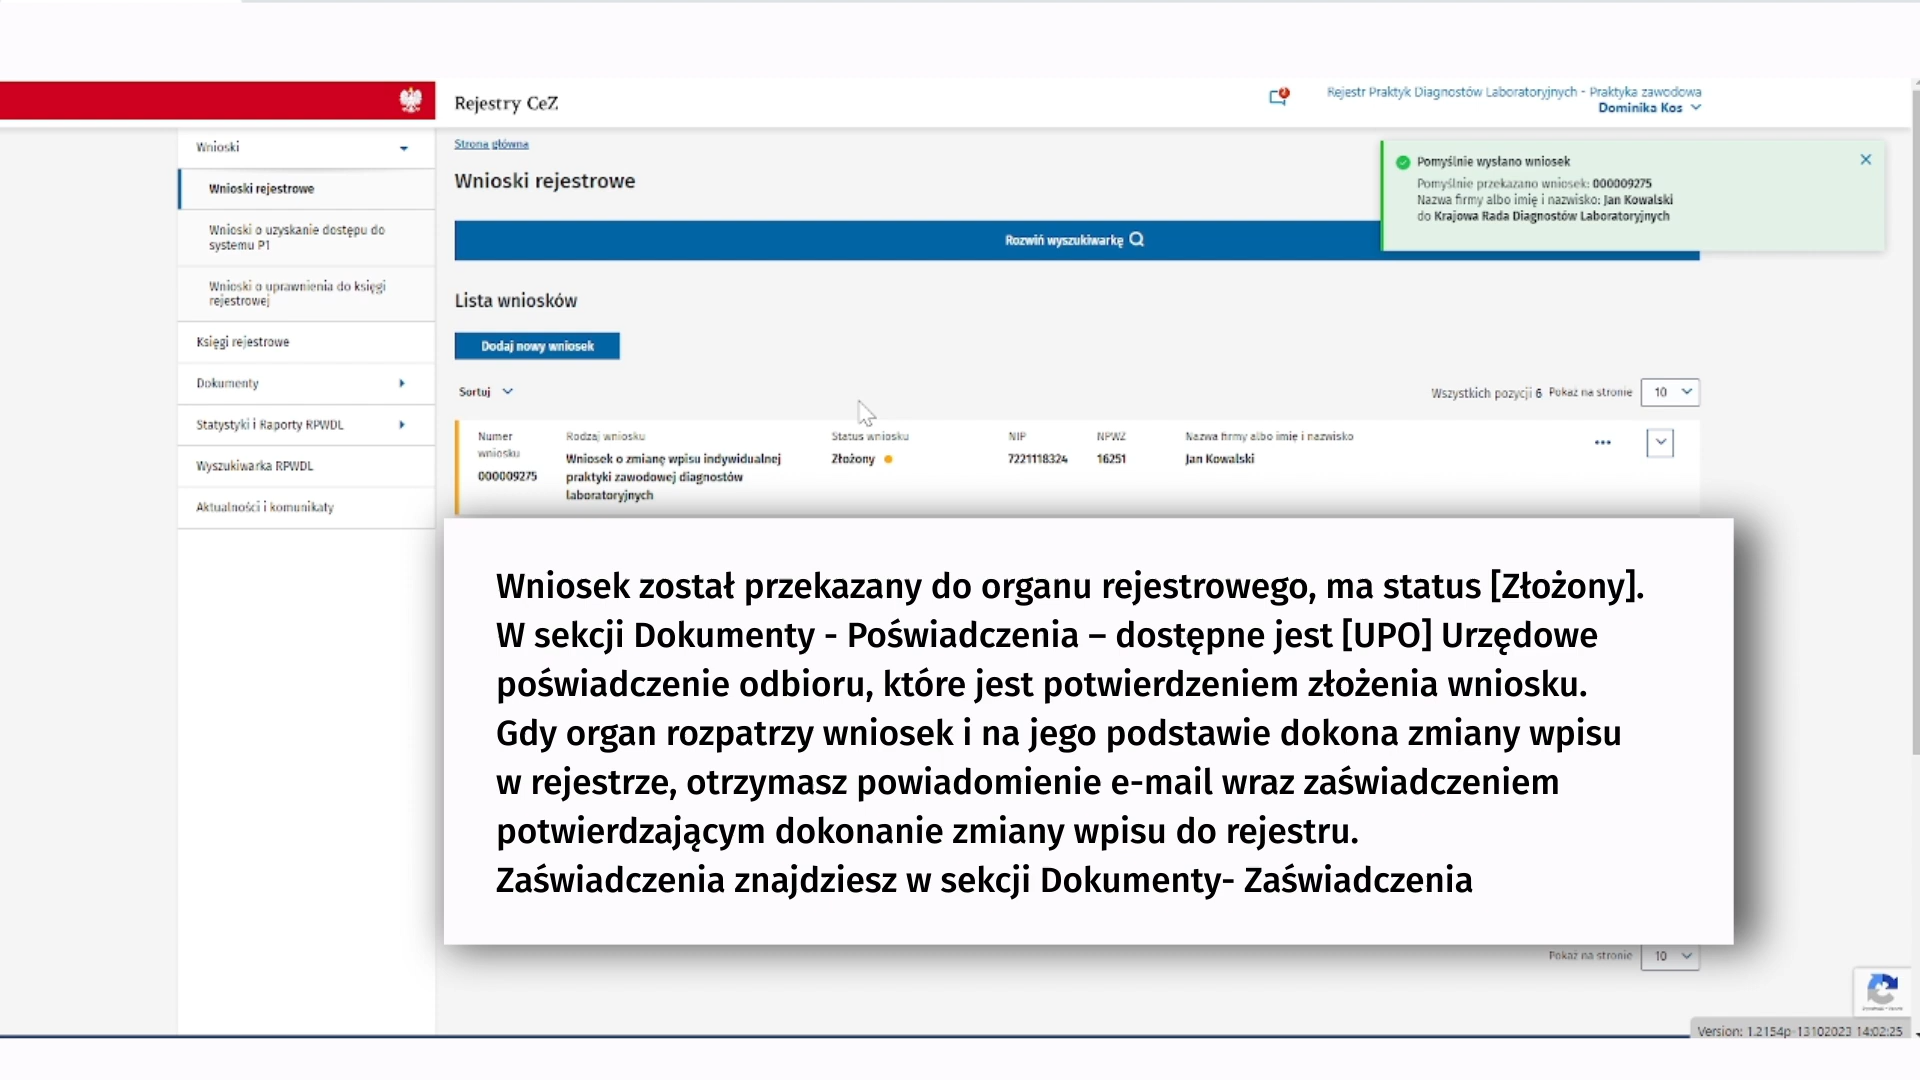 Rejestry CeZ
Rejestr Praktyk Diagnostów Laboratoryjnych - Praktyka zawodowa
Dominika Kos
Wnioski
Wnioski rejestrowe
Wnioski o uzyskanie dostępu do
systemu P1
Wnioski o uprawnienia do księgi
rejestrowej
Księgi rejestrowe
Dokumenty
Statystyki i Raporty RPWDL
Wyszukiwarka RPWDL
Aktualności i komunikaty
Strona główna
Wnioski rejestrowe
Pomyślnie wysłano wniosek
Pomyślnie przekazano wniosek: 000009275
Nazwa firmy albo imię i nazwisko: Jan Kowalski
do Krajowa Rada Diagnostów Laboratoryjnych
Rozwiń wyszukiwarkę
Lista wniosków
Dodaj nowy wniosek
Sortuj
Wszystkich pozycji 6 Pokaż na stronie 10
Numer
wniosku
000009275
Rodzaj wniosku
Wniosek o zmianę wpisu indywidualnej
praktyki zawodowej diagnostów
laboratoryjnych
Status wniosku
Złożony
NIP
7221118324
NPWZ
16251
Nazwa firmy albo imię i nazwisko
Jan Kowalski
Wniosek został przekazany do organu rejestrowego, ma status [Złożony].
W sekcji Dokumenty - Poświadczenia – dostępne jest [UPO] Urzędowe
poświadczenie odbioru, które jest potwierdzeniem złożenia wniosku.
Gdy organ rozpatrzy wniosek i na jego podstawie dokona zmiany wpisu
w rejestrze, otrzymasz powiadomienie e-mail wraz zaświadczeniem
potwierdzającym dokonanie zmiany wpisu do rejestru.
Zaświadczenia znajdziesz w sekcji Dokumenty- Zaświadczenia
Pokaż na stronie 10
Version: 1.2154p-13102023 14:02:25